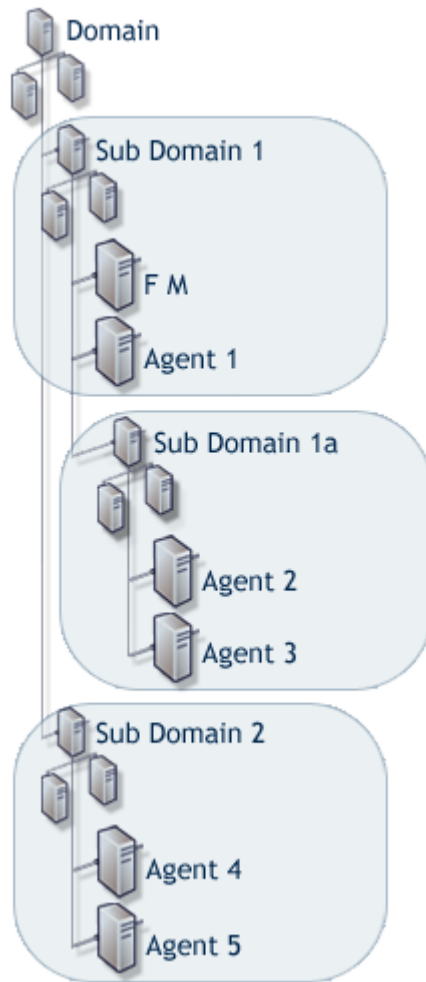 Domain
Sub Domain 1
F M
Agent 1
Sub Domain 1a
Agent 2
Agent 3
Sub Domain 2
Agent 4
Agent 5